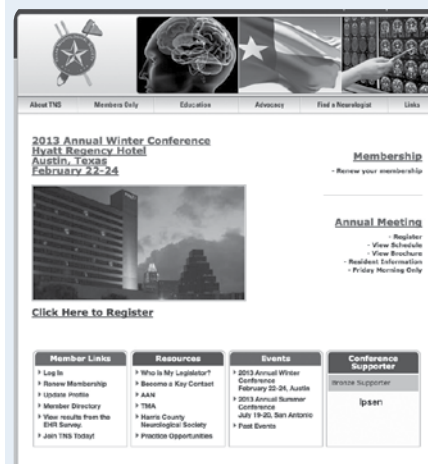 About TNS Members Only Education Advocacy Find a Neurologist Links
2013 Annual Winter Conference
Hyatt Regency Hotel
Austin, Texas
February 22-24
Click Here to Register
Membership
- Renew your membership
Annual Meeting
- Register
- View Schedule
- View Brochure
- Resident Information
- Friday Morning Only
Member Links
Log In
Renew Membership
Update Profile
Member Directory
View results from the
EHR Survey.
Join TNS Today!
Resources
Who Is My Legislator?
Become a Key Contact
AAN
TMA
Harris County
Neurological Society
Practice Opportunities
Events
2013 Annual Winter
Conference
February 22-24, Austin
2013 Annual Summer
Conference
July 19-20, San Antonio
Past Events
Conference
Supporter
Bronze Supporter
Ipsen